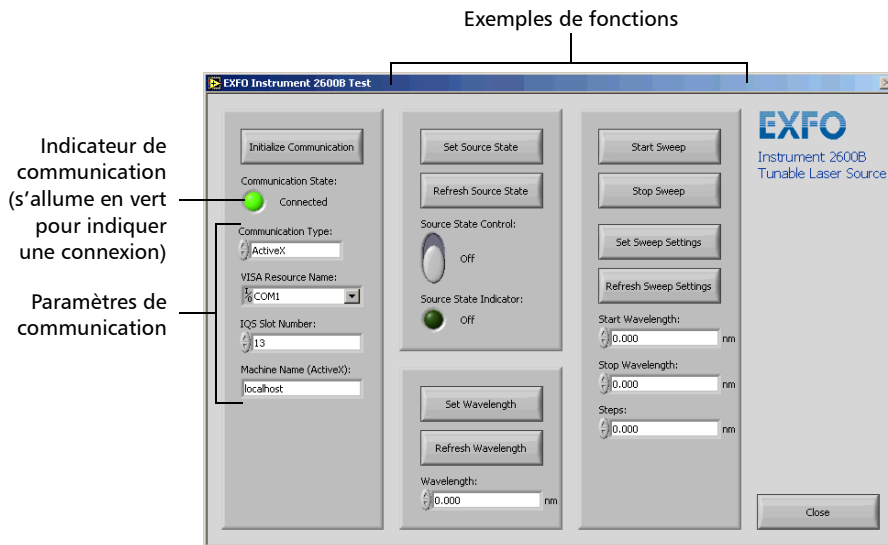 Exemples de fonctions
EXFO Instrument 2600B Test
Indicateur de
communication
(s'allume en vert
pour indiquer
une connexion)
Paramètres de
communication
Initialize Communication
Communication State:
Connected
Communication Type:
ActiveX
VISA Resource Name:
COM1
IQS Slot Number:
13
Machine Name (ActiveX):
localhost
Set Source State
Refresh Source State
Source State Control:
Off
Source State Indicator:
Off
Set Wavelength
Refresh Wavelength
Wavelength:
0.000 nm
Start Sweep
Stop Sweep
Set Sweep Settings
Refresh Sweep Settings
Start Wavelength:
0.000 nm
Stop Wavelength:
0.000 nm
Steps:
0.000 nm
EXFO
Instrument 2600B
Tunable Laser Source
Close